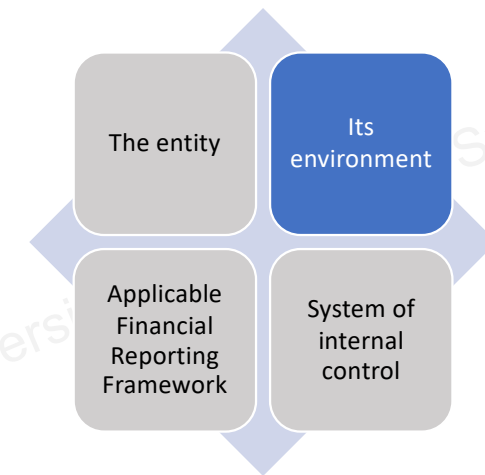 The entity
Its
environment
Applicable
Financial
Reporting
Framework
System of
internal
control